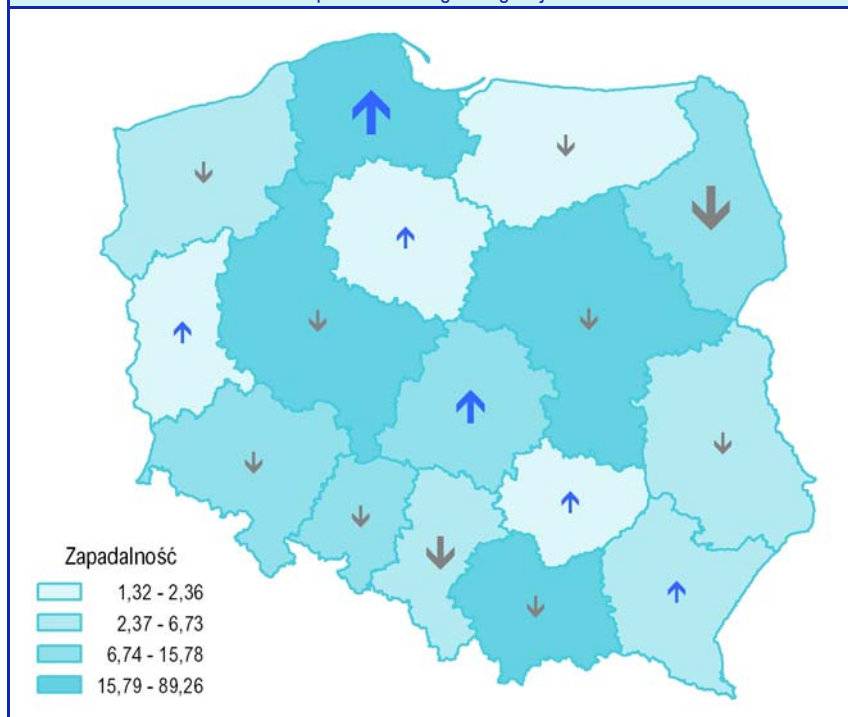 Zapadalność
1,32 - 2,36
2,37 - 6,73
6,74 - 15,78
15,79 - 89,26